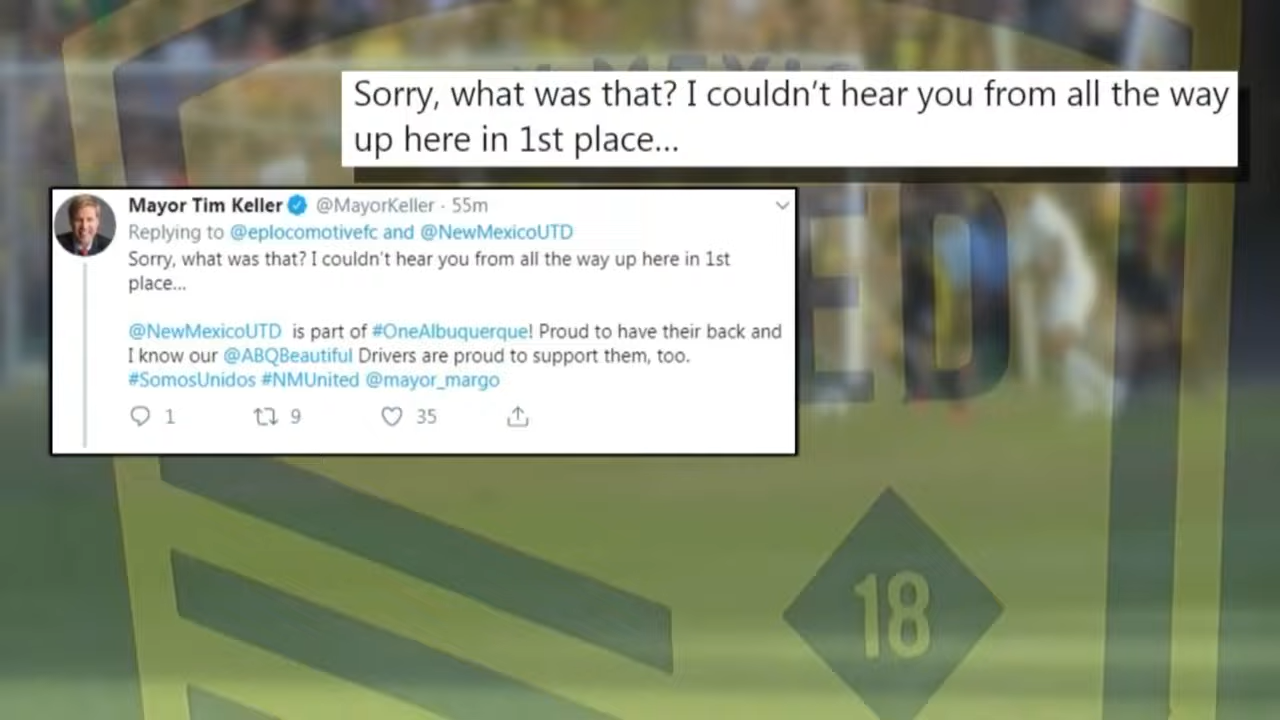 Sorry, what was that? I couldn't hear you from all the way
up here in 1st place...
Mayor Tim Keller @MayorKeller · 55m
Replying to @eplocomotivefc and @NewMexicoUTD
Sorry, what was that? I couldn't hear you from all the way up here in 1st
place...
@NewMexicoUTD is part of #OneAlbuquerque! Proud to have their back and
I know our @ABQBeautiful Drivers are proud to support them, too.
#SomosUnidos #NMUnited @mayor_margo
1 9 35
18